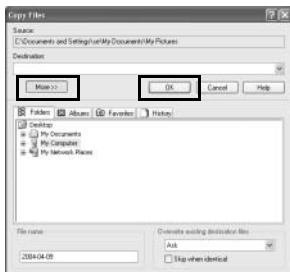 Copy Files
Source:
C:\Documents and Settings\se\My Documents\My Pictures
Destination:
More >> OK Cancel Help
Folders Albums Favorites History
Desktop
My Documents
My Computer
My Network Places
File name Overwrite existing destination files
Ask
2004-04-09 Skip when identical